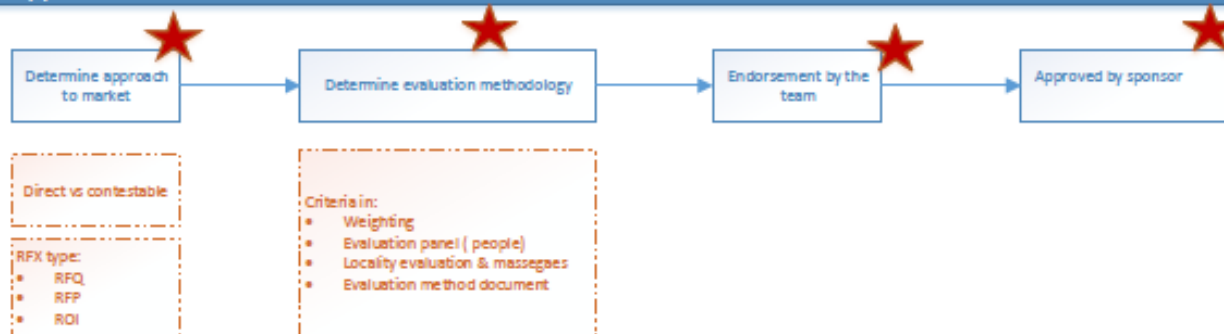 Determine approach
to market
Determine evaluation methodology
Endorsement by the
team
Approved by sponsor
Direct vs contestable
RFX type:
• RFQ
• RFP
• ROI
Criteria in:
• Weighting
• Evaluation panel ( people)
• Locality evaluation & massegaes
• Evaluation method document